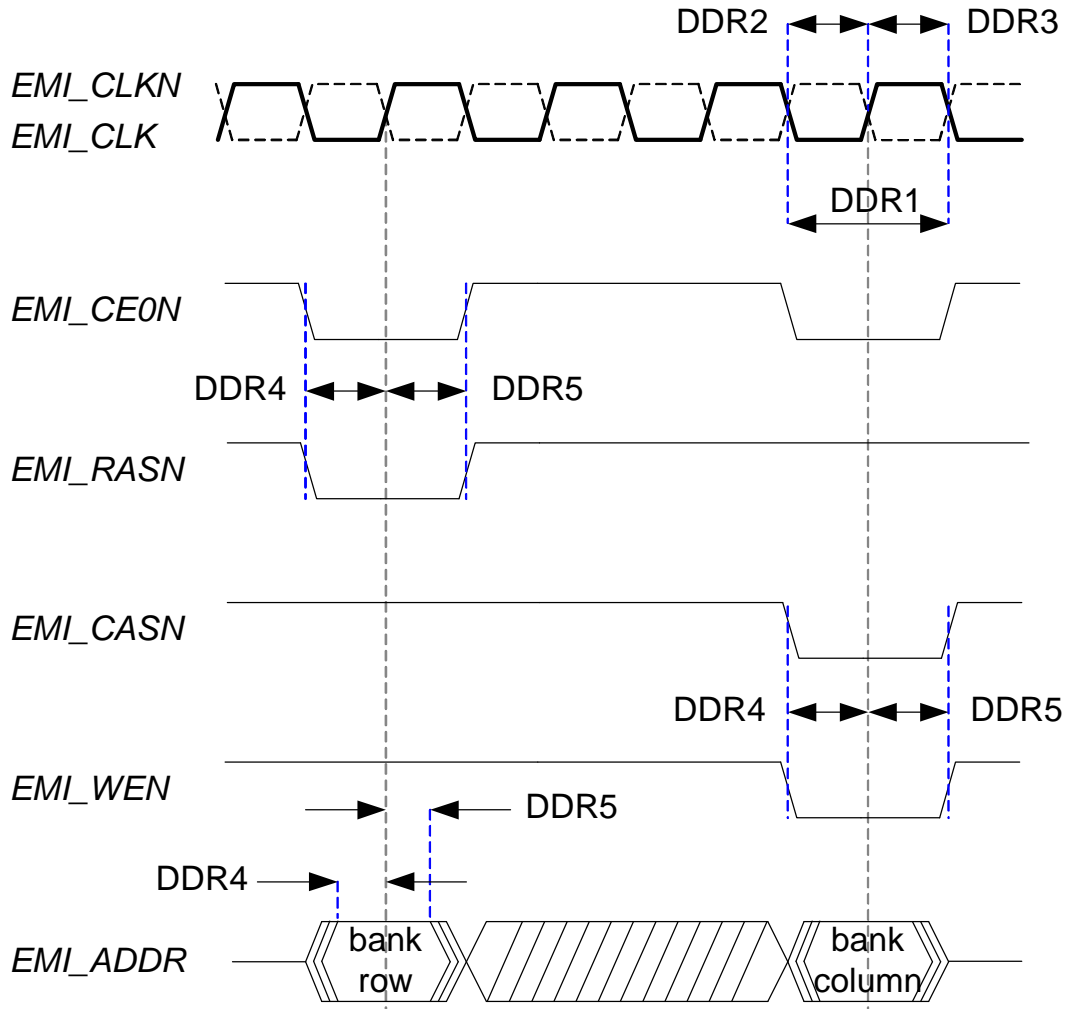 DDR2 DDR3
EMI_CLKN
EMI_CLK
DDR1
EMI_CE0N
DDR4 DDR5
EMI_RASN
EMI_CASN
DDR4 DDR5
EMI_WEN
DDR5
DDR4
bank bank
EMI_ADDR
row column